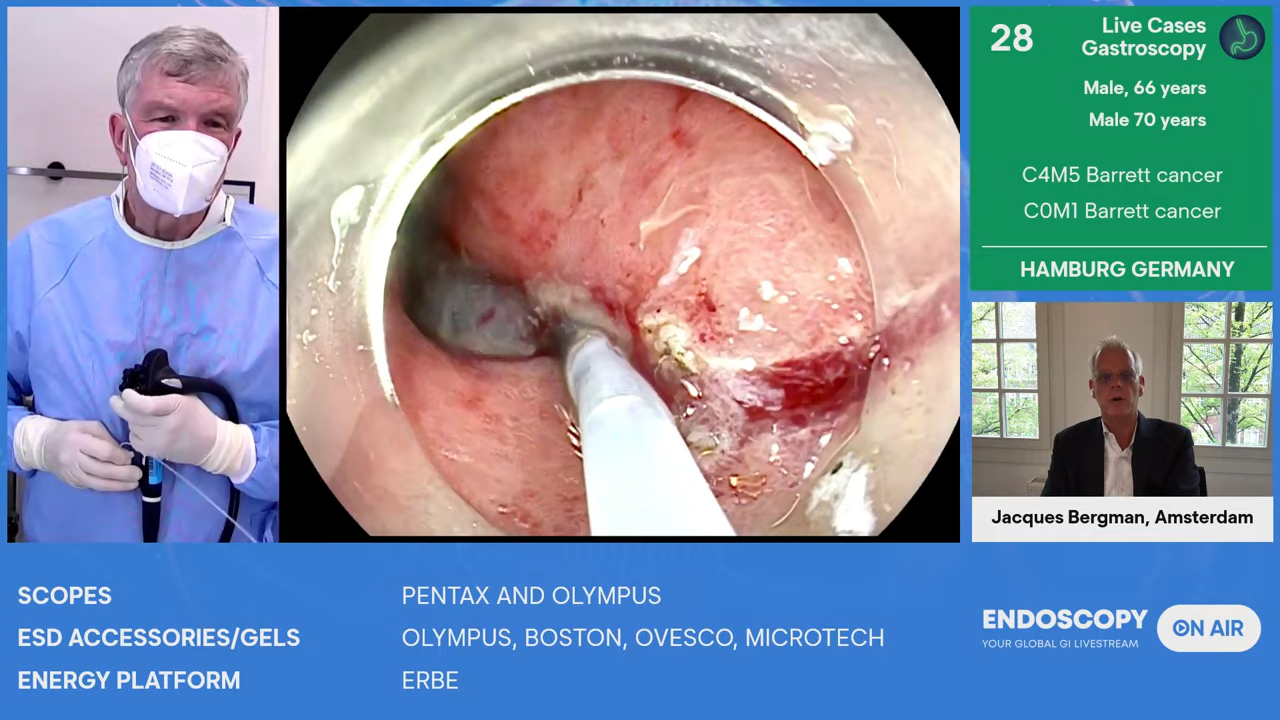 28
Live Cases
Gastroscopy
Male, 66 years
Male 70 years
C4M5 Barrett cancer
C0M1 Barrett cancer
HAMBURG GERMANY
Jacques Bergman, Amsterdam
SCOPES PENTAX AND OLYMPUS
ESD ACCESSORIES/GELS OLYMPUS, BOSTON, OVESCO, MICROTECH
ENERGY PLATFORM ERBE
ENDOSCOPY ON AIR
YOUR GLOBAL GI LIVESTREAM